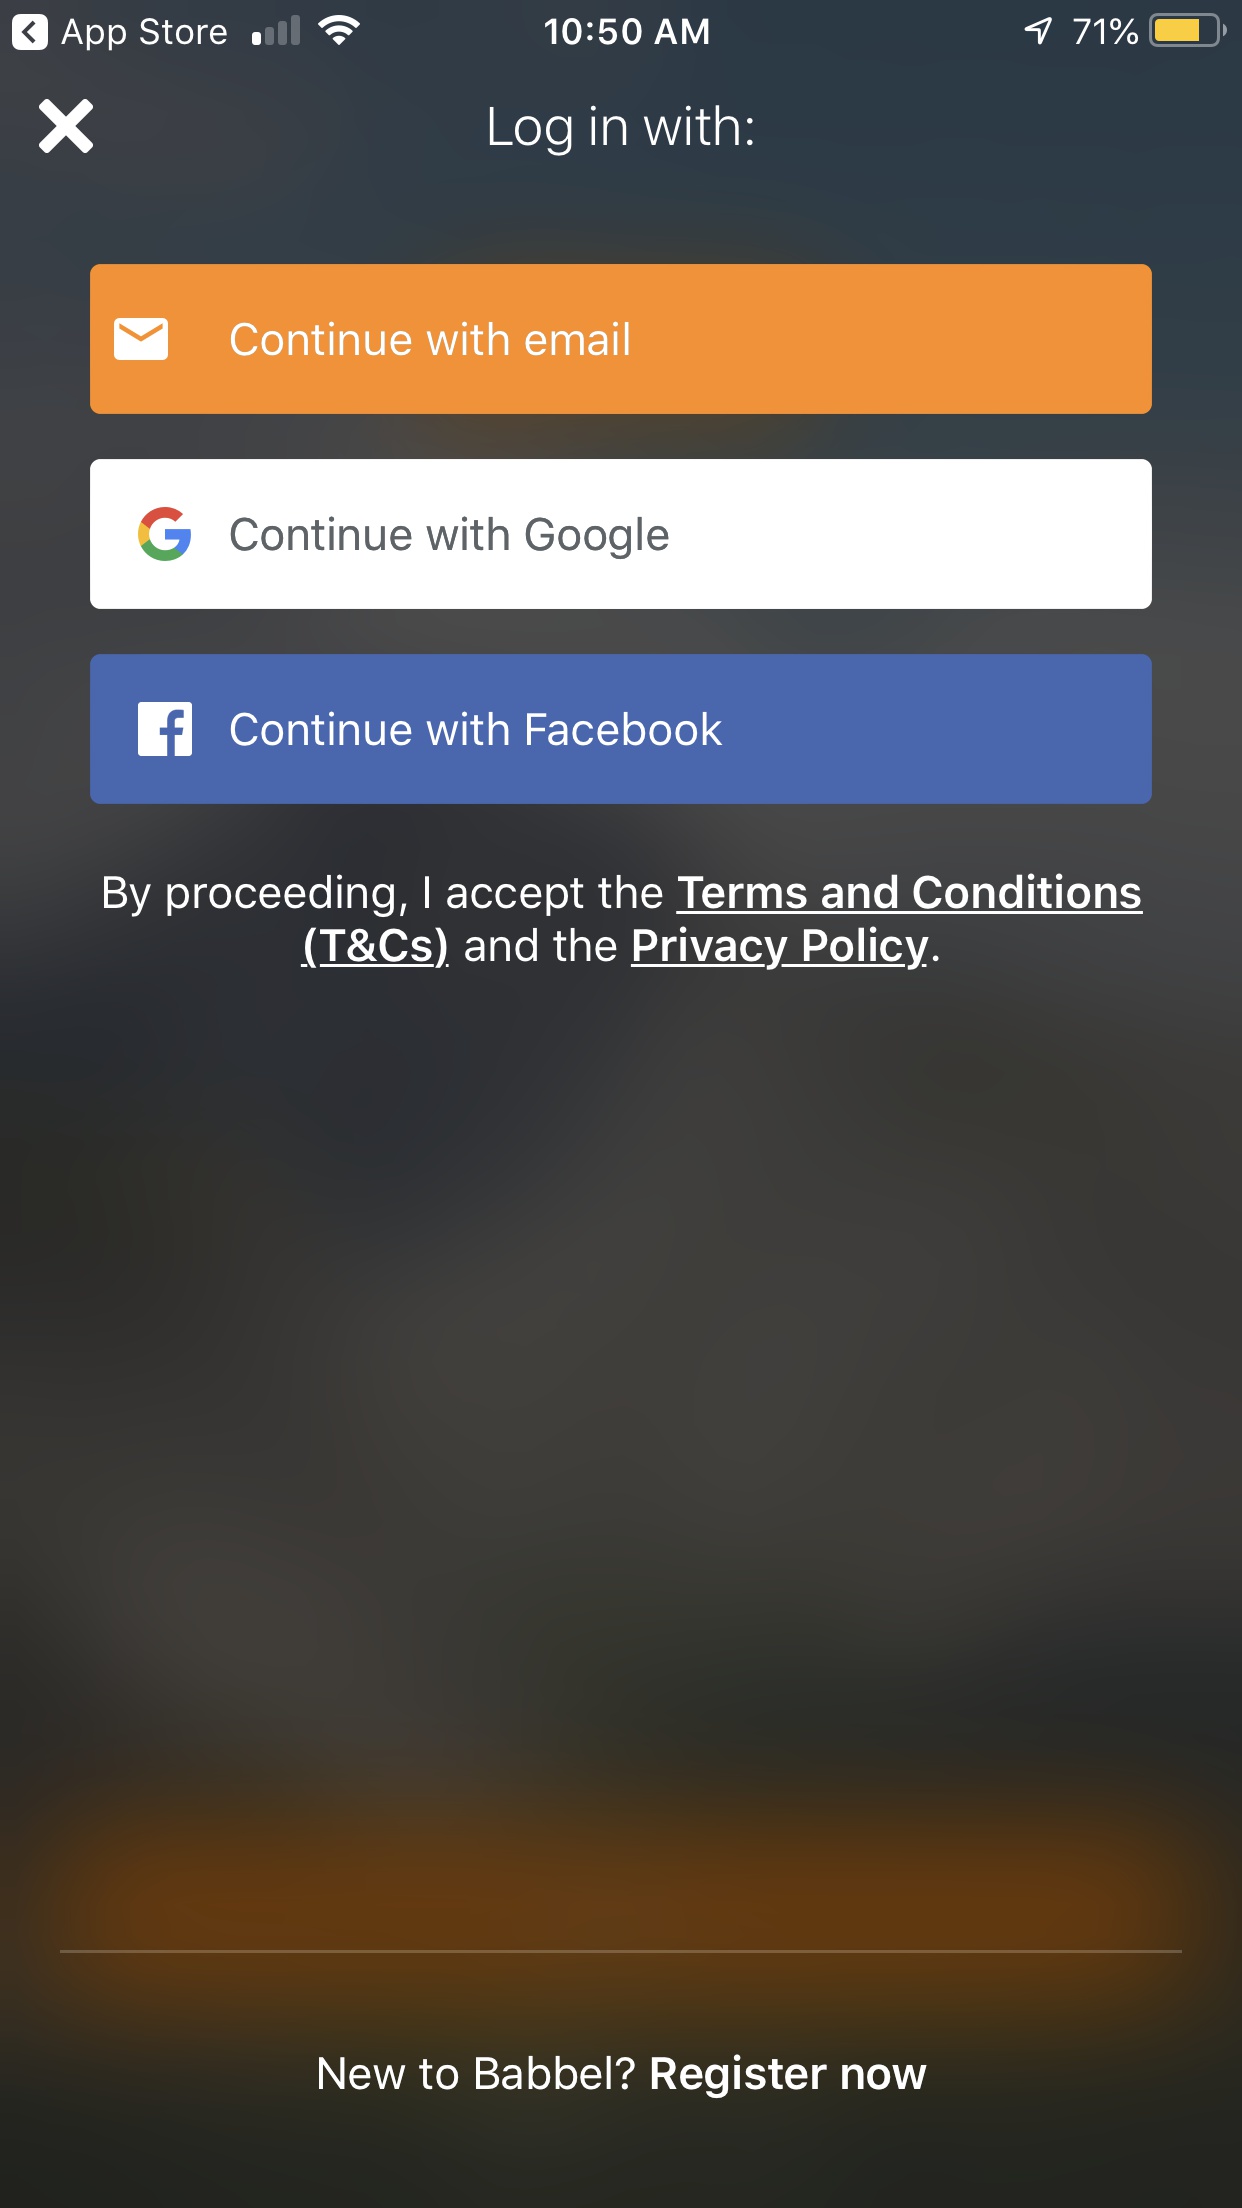 App Store 10:50 AM 71%
Log in with:
Continue with email
Continue with Google
Continue with Facebook
By proceeding, I accept the Terms and Conditions
(T&Cs) and the Privacy Policy.
New to Babbel? Register now